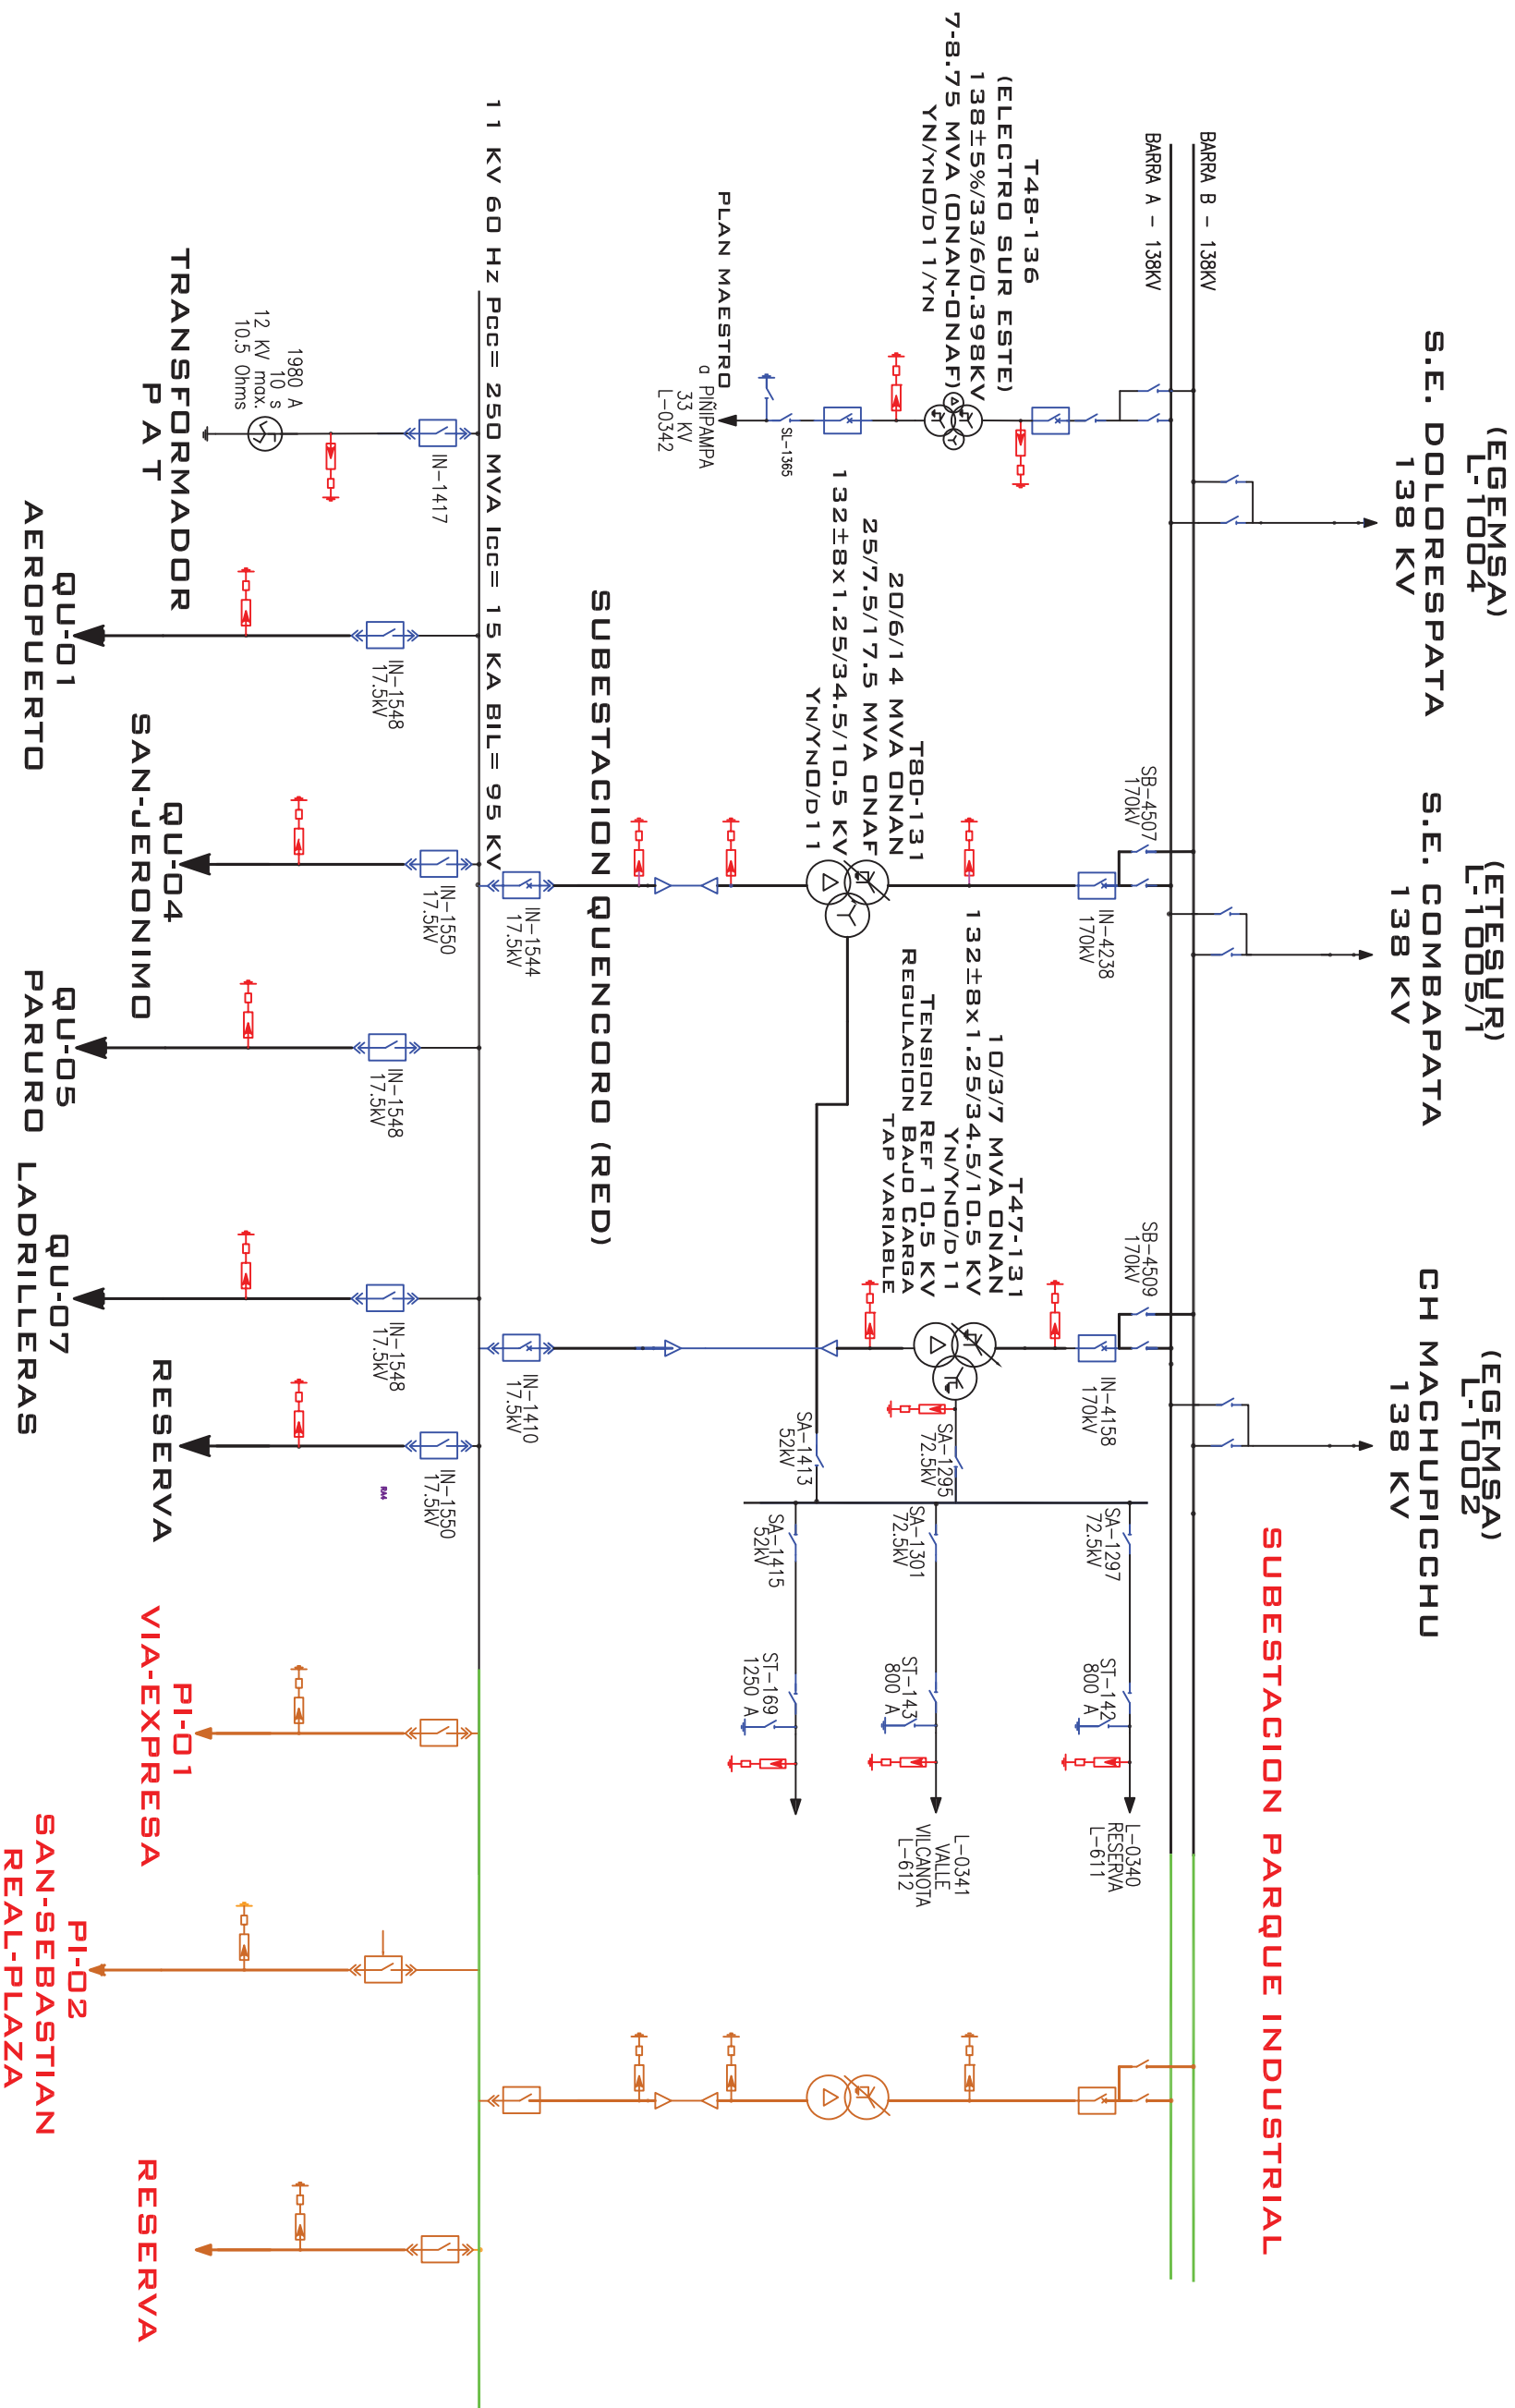 (EGEMSA)
L-1004
S.E. DOLORESPATA
138 KV
(ETESUR)
L-1005/1
S.E. COMBAPATA
138 KV
(EGEMSA)
L-1002
CH MACHUPICCHU
138 KV
SUBESTACION PARQUE INDUSTRIAL
BARRA B - 138KV
BARRA A - 138KV
T48-136
(ELECTRO SUR ESTE)
138±5%/33/6/0.398KV
7-8.75 MVA (ONAN-ONAF)
YN/YN0/D11/YN
SL-1365
PLAN MAESTRO
a PIÑIPAMPA
33 KV
L-0342
SB-4507
170kV
IN-4238
170kV
T80-131
20/6/14 MVA ONAN
25/7.5/17.5 MVA ONAF
132±8x1.25/34.5/10.5 KV
YN/YN0/D11
SB-4509
170kV
IN-4158
170kV
T47-131
10/3/7 MVA ONAN
132±8x1.25/34.5/10.5 KV
YN/YN0/D11
TENSION REF 10.5 KV
REGULACION BAJO CARGA
TAP VARIABLE
SA-1295
72.5kV
SA-1413
52kV
SA-1297
72.5kV
ST-142
800 A
L-0340
RESERVA
L-611
SA-1301
72.5kV
ST-143
800 A
L-0341
VALLE
VILCANOTA
L-612
SA-1415
52kV
ST-169
1250 A
SUBESTACION QUENCORO (RED)
IN-1544
17.5kV
IN-1410
17.5kV
11 KV 60 Hz PCC= 250 MVA ICC= 15 KA BIL= 95 KV
IN-1417
1980 A
10 s
12 KV max.
10.5 Ohms
TRANSFORMADOR
P A T
IN-1548
17.5kV
QU-01
AEROPUERTO
IN-1550
17.5kV
QU-04
SAN-JERONIMO
IN-1548
17.5kV
QU-05
PARURO
IN-1548
17.5kV
QU-07
LADRILLERAS
IN-1550
17.5kV
RESERVA
PI-01
VIA-EXPRESA
PI-02
SAN-SEBASTIAN
REAL-PLAZA
RESERVA